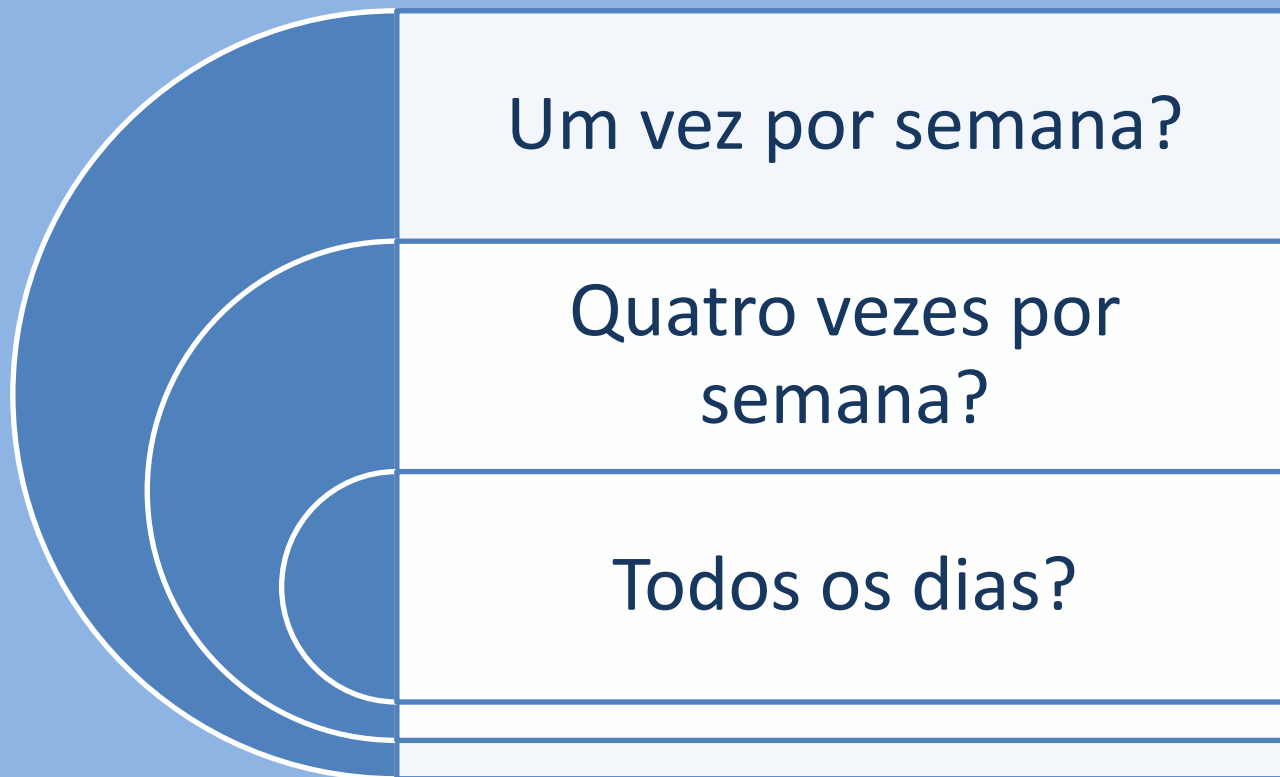 Um vez por semana?
Quatro vezes por
semana?
Todos os dias?